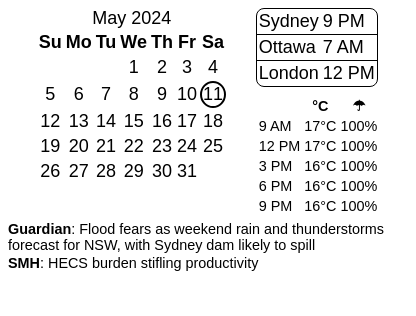 May 2024
Su Mo Tu We Th Fr Sa
1 2 3 4
5 6 7 8 9 10 11
12 13 14 15 16 17 18
19 20 21 22 23 24 25
26 27 28 29 30 31
Sydney 9 PM
Ottawa 7 AM
London 12 PM
°C ☂
9 AM 17°C 100%
12 PM 17°C 100%
3 PM 16°C 100%
6 PM 16°C 100%
9 PM 16°C 100%
Guardian: Flood fears as weekend rain and thunderstorms
forecast for NSW, with Sydney dam likely to spill
SMH: HECS burden stifling productivity